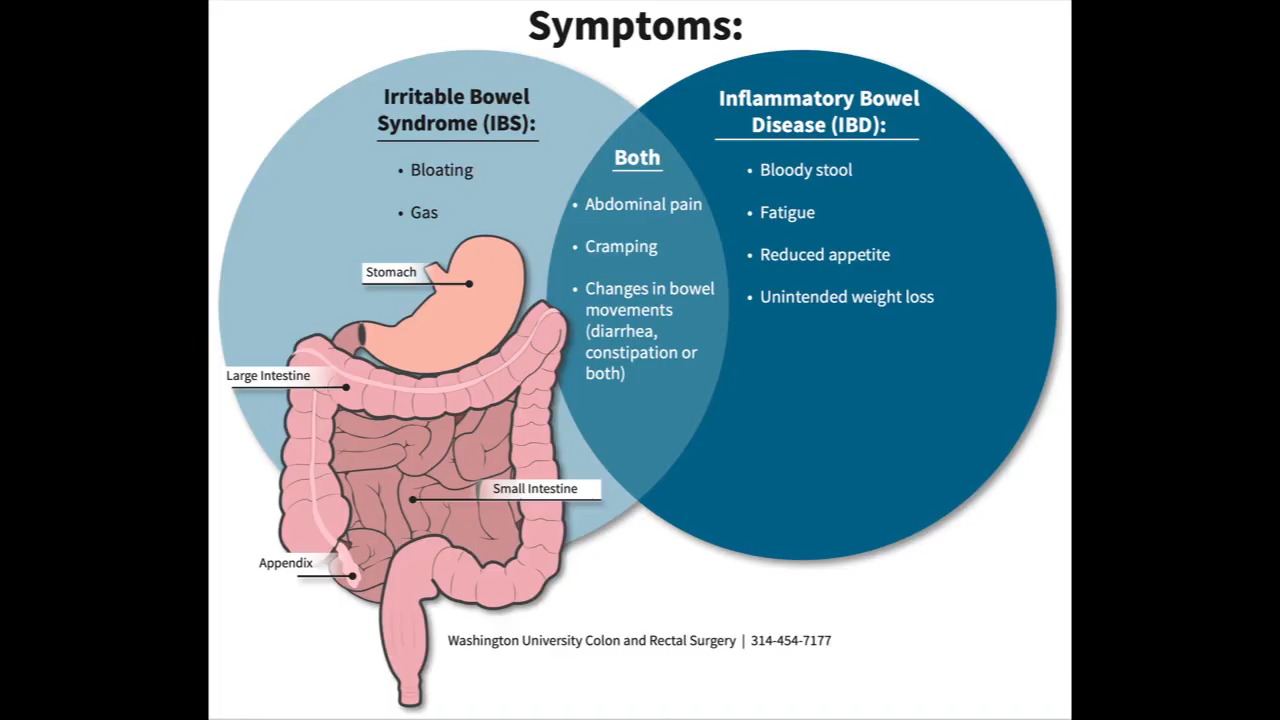 Symptoms:
Irritable Bowel
Syndrome (IBS):
• Bloating
• Gas
Both
• Abdominal pain
• Cramping
• Changes in bowel
movements
(diarrhea,
constipation or
both)
Inflammatory Bowel
Disease (IBD):
• Bloody stool
• Fatigue
• Reduced appetite
• Unintended weight loss
Stomach
Large Intestine
Small Intestine
Appendix
Washington University Colon and Rectal Surgery | 314-454-7177